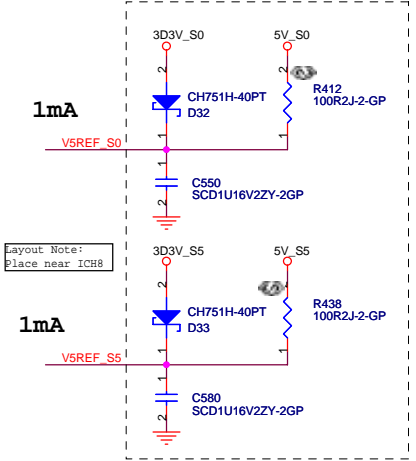 3D3V_S0
5V_S0
2
2
CH751H-40PT
D32
R412
100R2J-2-GP
1mA
1
1
V5REF_S0
1
C550
SCD1U16V2ZY-2GP
2
Layout Note:
Place near ICH8
3D3V_S5
5V_S5
2
CH751H-40PT
D33
R438
100R2J-2-GP
1mA
1
1
V5REF_S5
1
C580
SCD1U16V2ZY-2GP
2